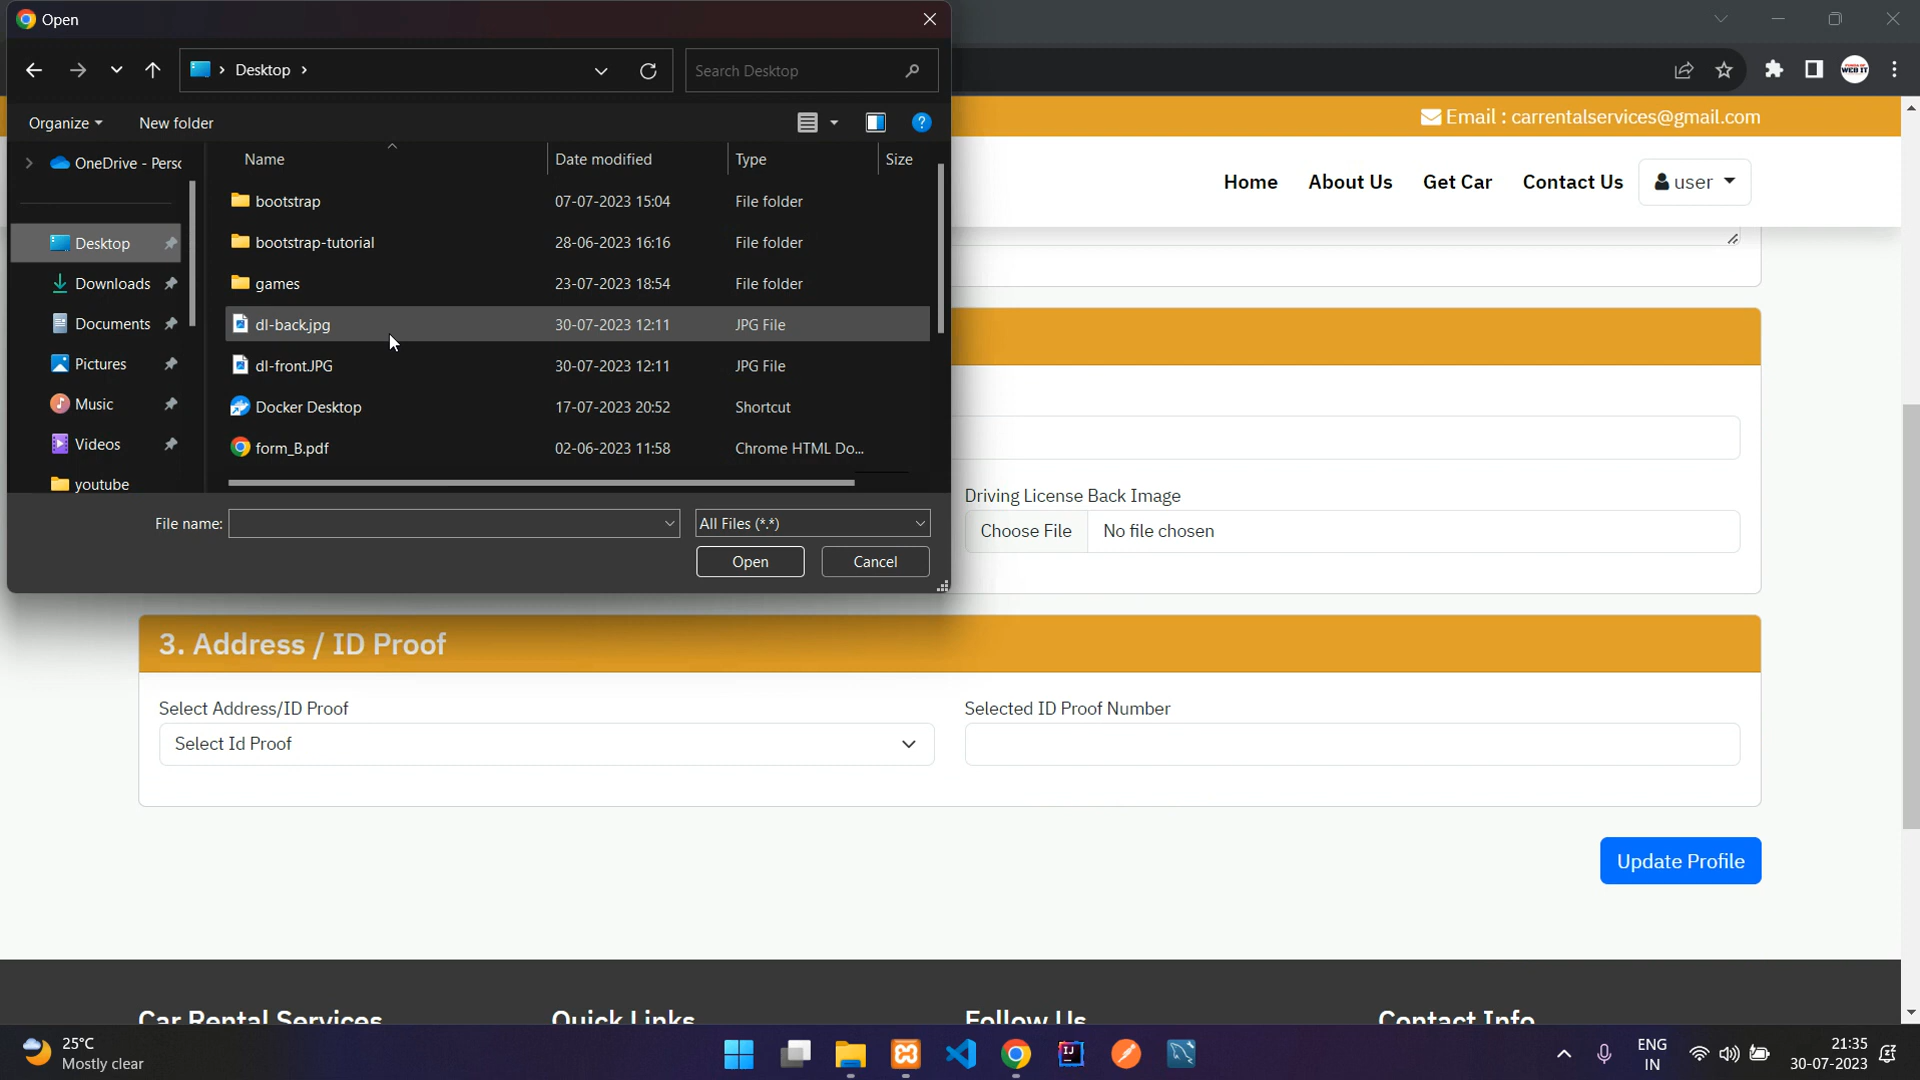 Open
Desktop
Search Desktop
Organize
New folder
OneDrive - Perso
Desktop
Downloads
Documents
Pictures
Music
Videos
youtube
Name
Date modified
Type
Size
bootstrap
07-07-2023 15:04
File folder
bootstrap-tutorial
28-06-2023 16:16
File folder
games
23-07-2023 18:54
File folder
dl-back.jpg
30-07-2023 12:11
JPG File
dl-front.JPG
30-07-2023 12:11
JPG File
Docker Desktop
17-07-2023 20:52
Shortcut
form_B.pdf
02-06-2023 11:58
Chrome HTML Do...
File name:
All Files (*.*)
Open
Cancel
WEB IT
Email : carrentalservices@gmail.com
Home
About Us
Get Car
Contact Us
user
Driving License Back Image
Choose File
No file chosen
3. Address / ID Proof
Select Address/ID Proof
Selected ID Proof Number
Select Id Proof
Update Profile
Car Rental Services
Quick Links
Follow Us
Contact Info
25°C
Mostly clear
ENG
IN
21:35
30-07-2023